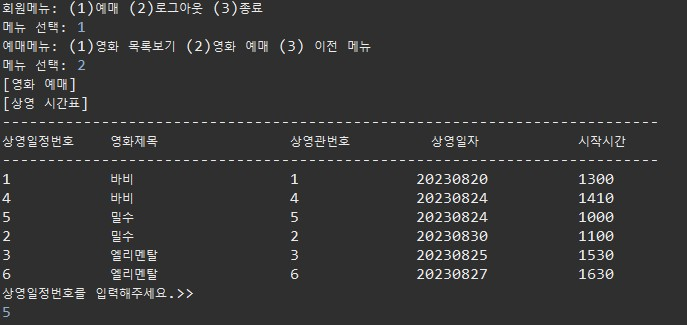 회원메뉴: (1)예매 (2)로그아웃 (3)종료
메뉴 선택: 1
예매메뉴: (1)영화 목록보기 (2)영화 예매 (3) 이전 메뉴
메뉴 선택: 2
[영화 예매]
[상영 시간표]
--------------------------------------------------------------------------
상영일정번호 영화제목 상영관번호 상영일자 시작시간
--------------------------------------------------------------------------
1 바비 1 20230820 1300
4 바비 4 20230824 1410
5 밀수 5 20230824 1000
2 밀수 2 20230830 1100
3 엘리멘탈 3 20230825 1530
6 엘리멘탈 6 20230827 1630
상영일정번호를 입력해주세요.>>
5